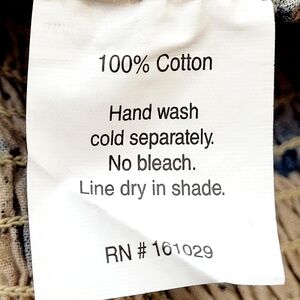 100% Cotton
Hand wash
cold separately.
No bleach.
Line dry in shade.
RN # 161029